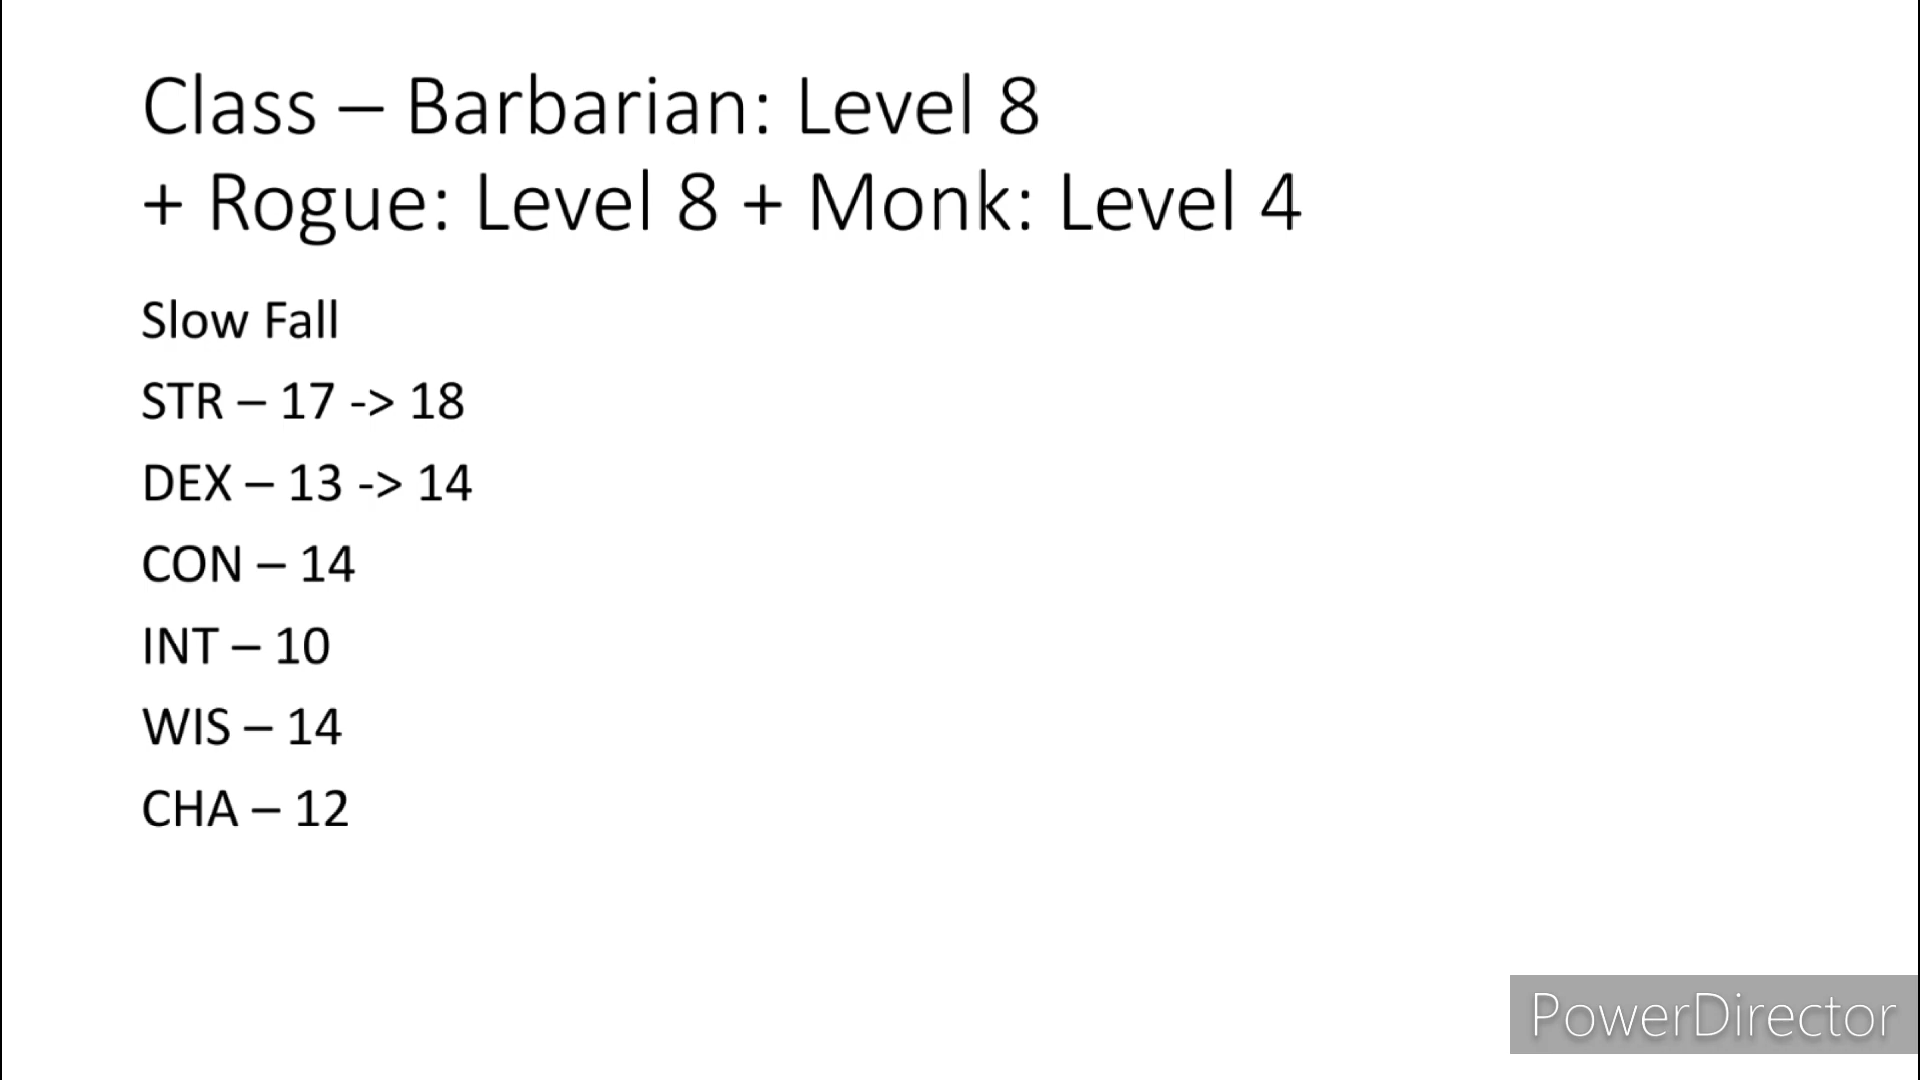 Class – Barbarian: Level 8
+ Rogue: Level 8 + Monk: Level 4
Slow Fall
STR – 17 -> 18
DEX – 13 -> 14
CON – 14
INT – 10
WIS – 14
CHA – 12
PowerDirector